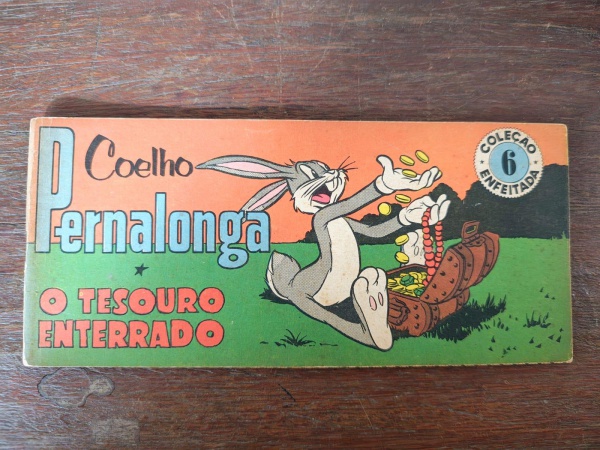 Coelho
Pernalonga
O TESOURO
ENTERRADO
COLEÇÃO
6
ENFEITADA